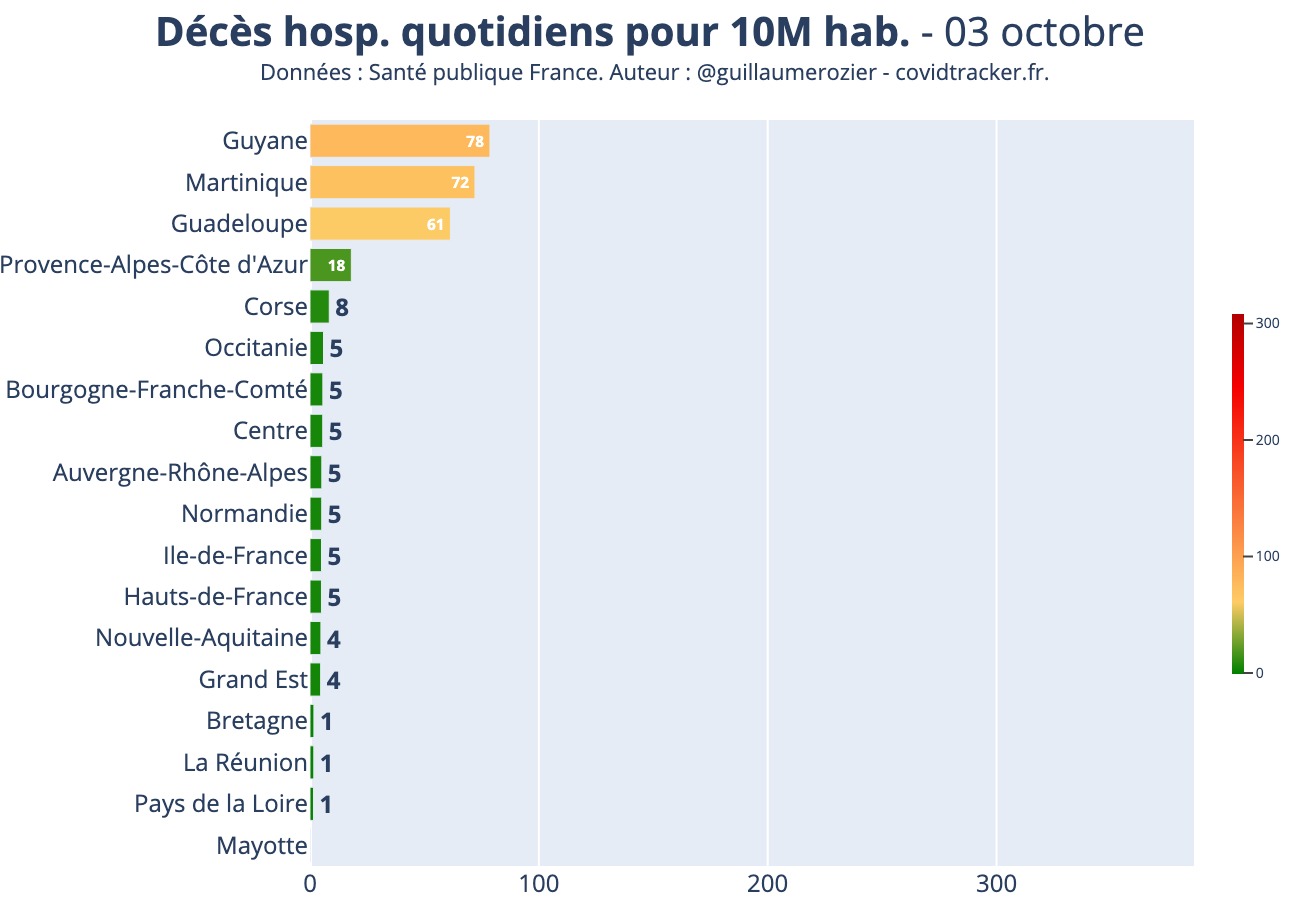 Décès hosp. quotidiens pour 10M hab. - 03 octobre
Données : Santé publique France. Auteur : @guillaumerozier - covidtracker.fr.
Guyane 78
Martinique 72
Guadeloupe 61
Provence-Alpes-Côte d'Azur 18
Corse 8
Occitanie 5
Bourgogne-Franche-Comté 5
Centre 5
Auvergne-Rhône-Alpes 5
Normandie 5
Ile-de-France 5
Hauts-de-France 5
Nouvelle-Aquitaine 4
Grand Est 4
Bretagne 1
La Réunion 1
Pays de la Loire 1
Mayotte
0 100 200 300
300
200
100
0